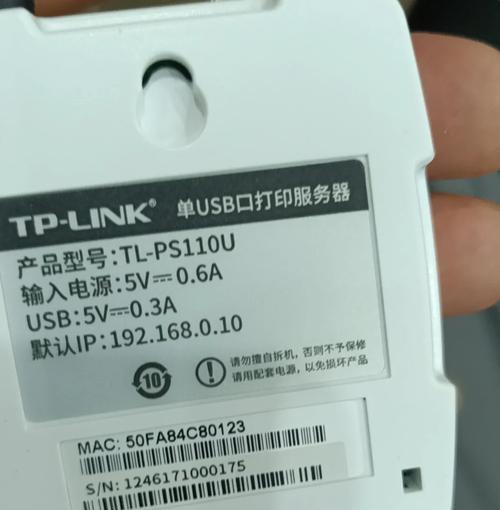 TP-LINK® 单USB口打印服务器
产品型号:TL-PS110U
输入电源:5V⎓0.6A
USB:5V⎓0.3A
默认IP:192.168.0.10
10
请勿擅自拆机，否则不予保修
请用配套电源，以免损坏产品
MAC: 50FA84C80123
S/N: 1246171000175